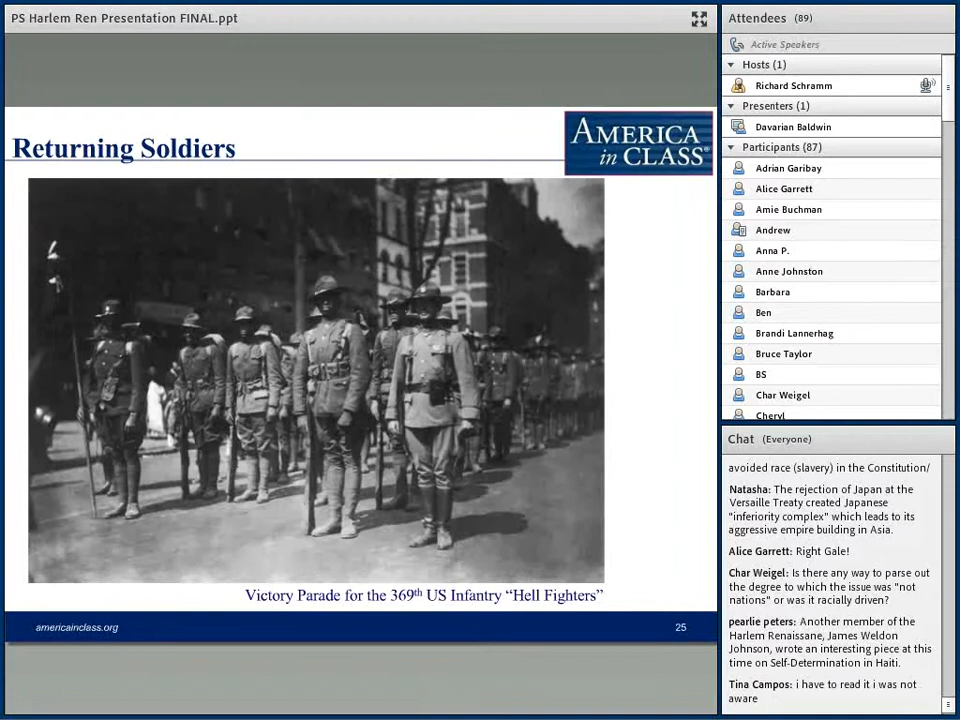 PS Harlem Ren Presentation FINAL.ppt
Returning Soldiers
AMERICA
in CLASS®
Victory Parade for the 369th US Infantry “Hell Fighters”
americainclass.org
25
Attendees (89)
Active Speakers
Hosts (1)
Richard Schramm
Presenters (1)
Davarian Baldwin
Participants (87)
Adrian Garibay
Alice Garrett
Amie Buchman
Andrew
Anna P.
Anne Johnston
Barbara
Ben
Brandi Lannerhag
Bruce Taylor
BS
Char Weigel
Cheryl
Chat (Everyone)
avoided race (slavery) in the Constitution/
Natasha: The rejection of Japan at the
Versaille Treaty created Japanese
"inferiority complex" which leads to its
aggressive empire building in Asia.
Alice Garrett: Right Gale!
Char Weigel: Is there any way to parse out
the degree to which the issue was "not
nations" or was it racially driven?
pearlie peters: Another member of the
Harlem Renaissane, James Weldon
Johnson, wrote an interesting piece at this
time on Self-Determination in Haiti.
Tina Campos: i have to read it i was not
aware